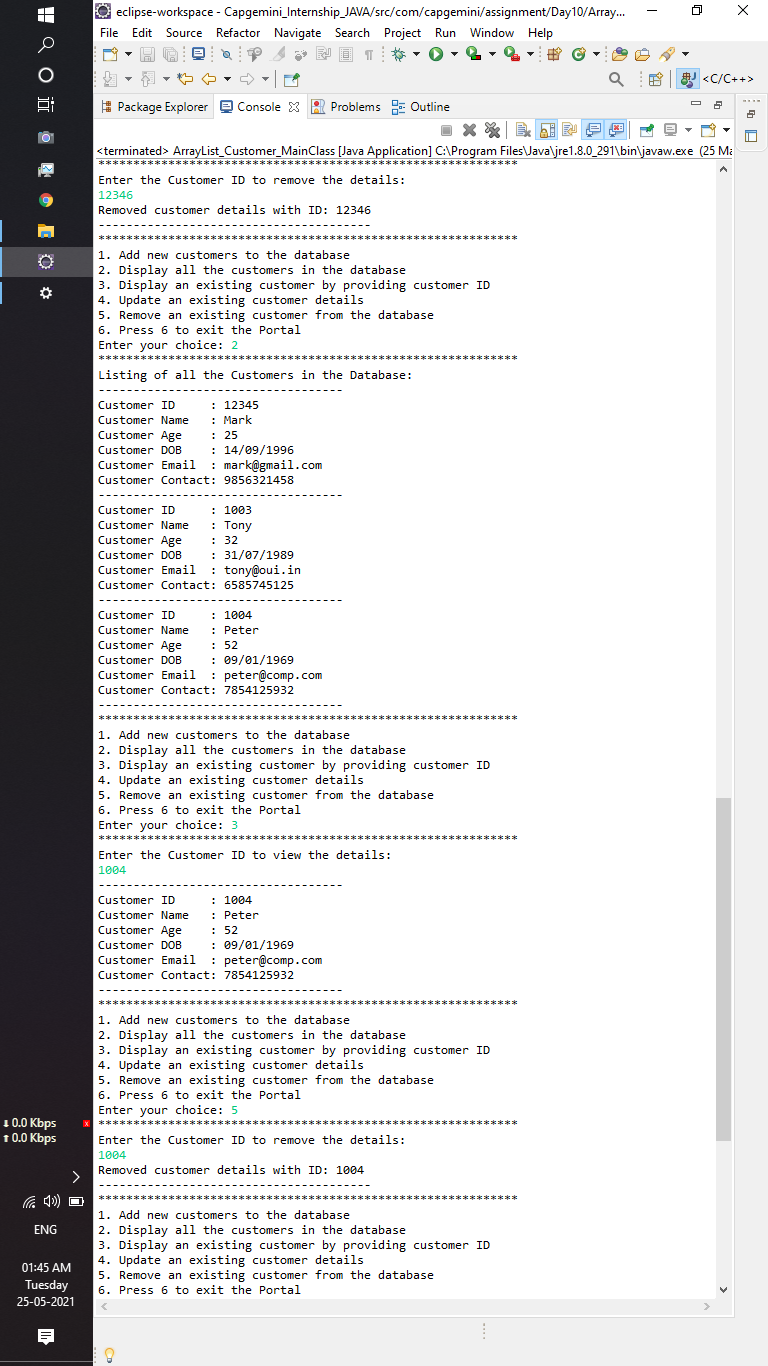 eclipse-workspace - Capgemini_Internship_JAVA/src/com/capgemini/assignment/Day10/Array...
File Edit Source Refactor Navigate Search Project Run Window Help
<C/C++>
Package Explorer Console Problems Outline
<terminated> ArrayList_Customer_MainClass [Java Application] C:\Program Files\Java\jre1.8.0_291\bin\javaw.exe (25 Ma
************************************************************
Enter the Customer ID to remove the details:
12346
Removed customer details with ID: 12346
---------------------------------------
************************************************************
1. Add new customers to the database
2. Display all the customers in the database
3. Display an existing customer by providing customer ID
4. Update an existing customer details
5. Remove an existing customer from the database
6. Press 6 to exit the Portal
Enter your choice: 2
************************************************************
Listing of all the Customers in the Database:
-----------------------------------
Customer ID     : 12345
Customer Name   : Mark
Customer Age    : 25
Customer DOB    : 14/09/1996
Customer Email  : mark@gmail.com
Customer Contact: 9856321458
-----------------------------------
Customer ID     : 1003
Customer Name   : Tony
Customer Age    : 32
Customer DOB    : 31/07/1989
Customer Email  : tony@oui.in
Customer Contact: 6585745125
-----------------------------------
Customer ID     : 1004
Customer Name   : Peter
Customer Age    : 52
Customer DOB    : 09/01/1969
Customer Email  : peter@comp.com
Customer Contact: 7854125932
-----------------------------------
************************************************************
1. Add new customers to the database
2. Display all the customers in the database
3. Display an existing customer by providing customer ID
4. Update an existing customer details
5. Remove an existing customer from the database
6. Press 6 to exit the Portal
Enter your choice: 3
************************************************************
Enter the Customer ID to view the details:
1004
-----------------------------------
Customer ID     : 1004
Customer Name   : Peter
Customer Age    : 52
Customer DOB    : 09/01/1969
Customer Email  : peter@comp.com
Customer Contact: 7854125932
-----------------------------------
************************************************************
1. Add new customers to the database
2. Display all the customers in the database
3. Display an existing customer by providing customer ID
4. Update an existing customer details
5. Remove an existing customer from the database
6. Press 6 to exit the Portal
Enter your choice: 5
************************************************************
Enter the Customer ID to remove the details:
1004
Removed customer details with ID: 1004
---------------------------------------
************************************************************
1. Add new customers to the database
2. Display all the customers in the database
3. Display an existing customer by providing customer ID
4. Update an existing customer details
5. Remove an existing customer from the database
6. Press 6 to exit the Portal
0.0 Kbps
0.0 Kbps
ENG
01:45 AM
Tuesday
25-05-2021